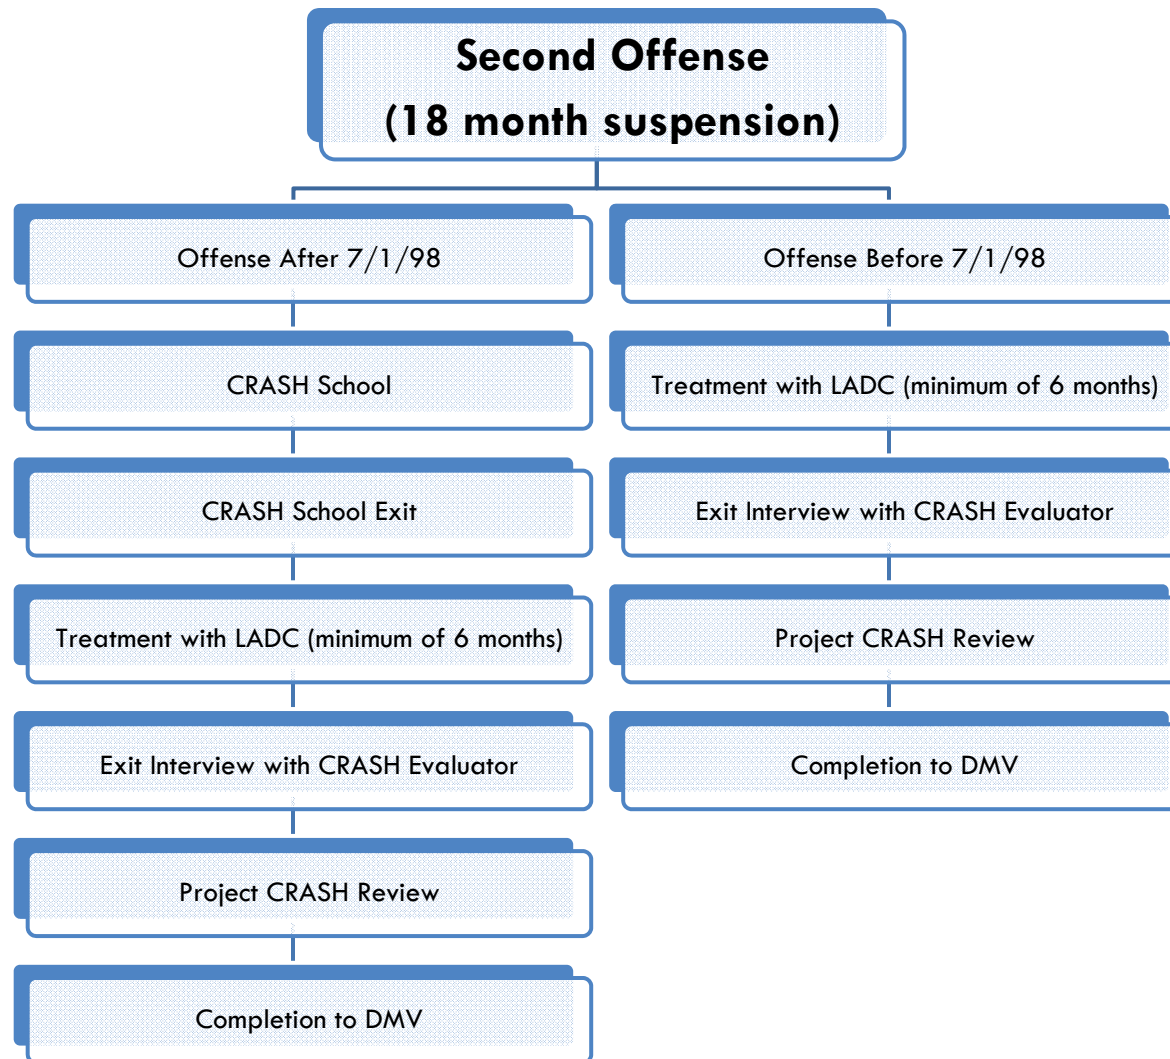 Second Offense
(18 month suspension)
Offense After 7/1/98
CRASH School
CRASH School Exit
Treatment with LADC (minimum of 6 months)
Exit Interview with CRASH Evaluator
Project CRASH Review
Completion to DMV
Offense Before 7/1/98
Treatment with LADC (minimum of 6 months)
Exit Interview with CRASH Evaluator
Project CRASH Review
Completion to DMV